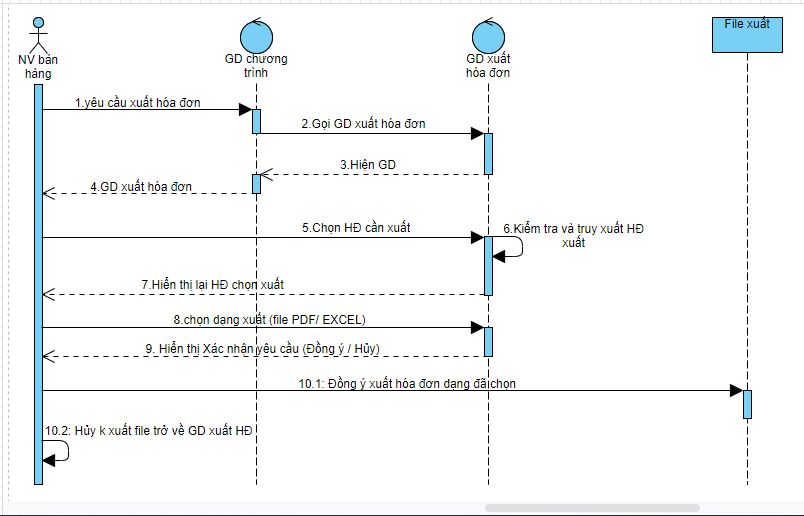 NV bán
hàng
GD chương
trình
GD xuất
hóa đơn
File xuất
1.yêu cầu xuất hóa đơn
2.Gọi GD xuất hóa đơn
3.Hiện GD
4.GD xuất hóa đơn
5.Chọn HĐ cần xuất
6.Kiểm tra và truy xuất HĐ
xuất
7.Hiển thị lại HĐ chọn xuất
8.chọn dạng xuất (file PDF/ EXCEL)
9. Hiển thị Xác nhận yêu cầu (Đồng ý / Hủy)
10.1: Đồng ý xuất hóa đơn dạng đã chọn
10.2: Hủy k xuất file trở về GD xuất HĐ